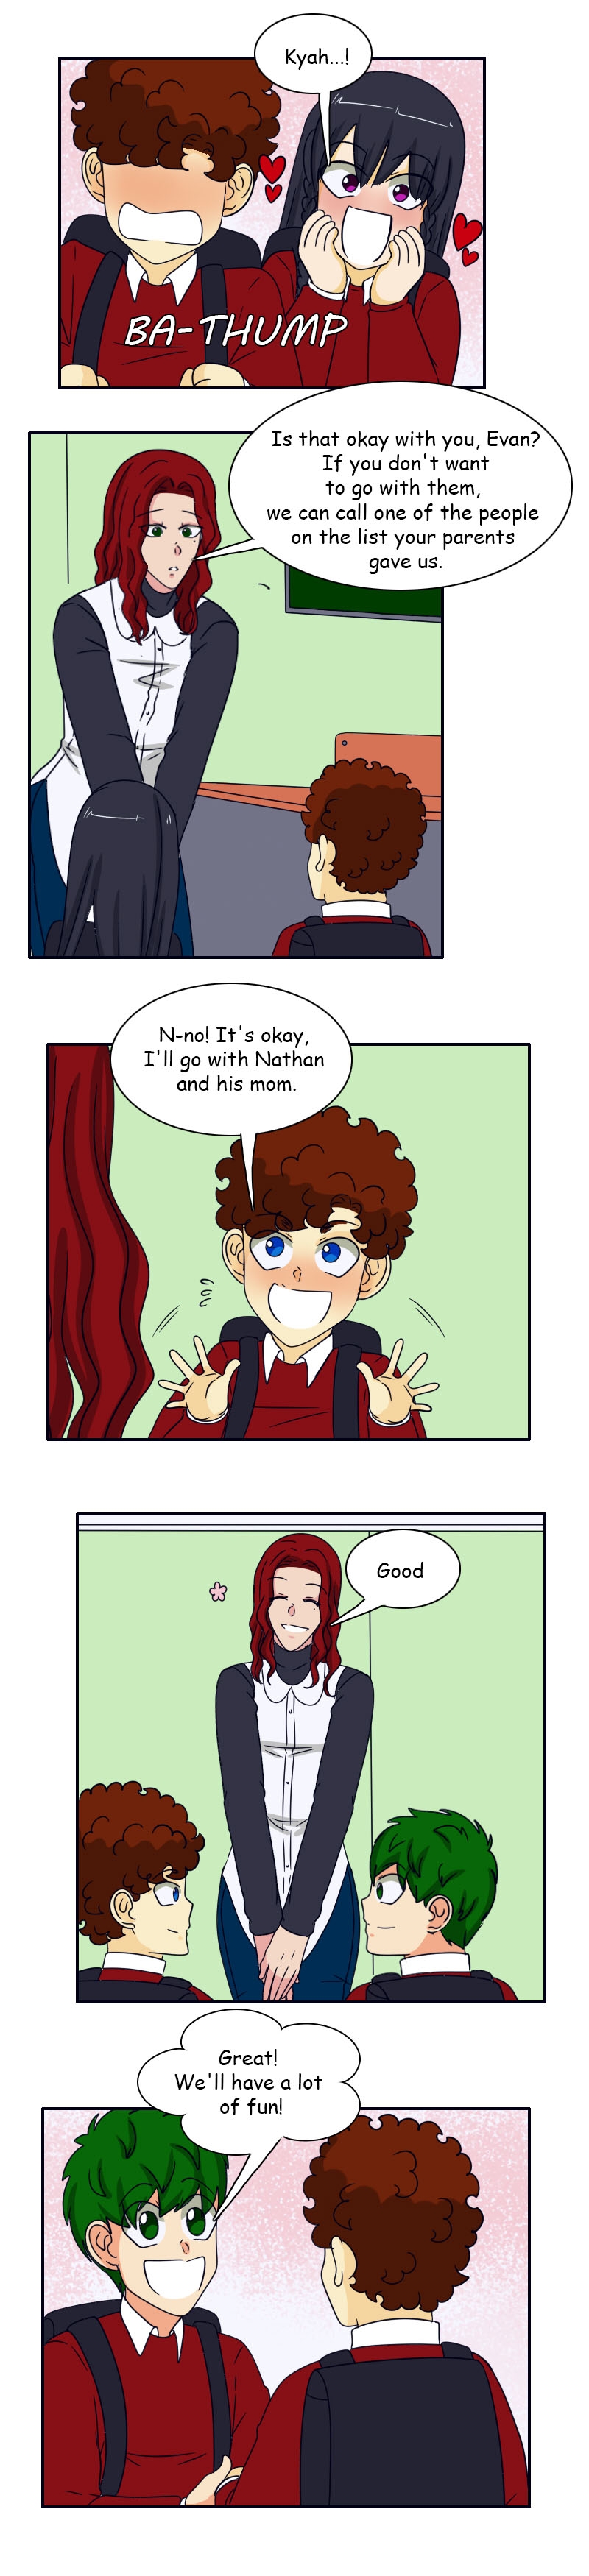 Kyah...!
BA-THUMP
Is that okay with you, Evan?
If you don't want
to go with them,
we can call one of the people
on the list your parents
gave us.
N-no! It's okay,
I'll go with Nathan
and his mom.
Good
Great!
We'll have a lot
of fun!